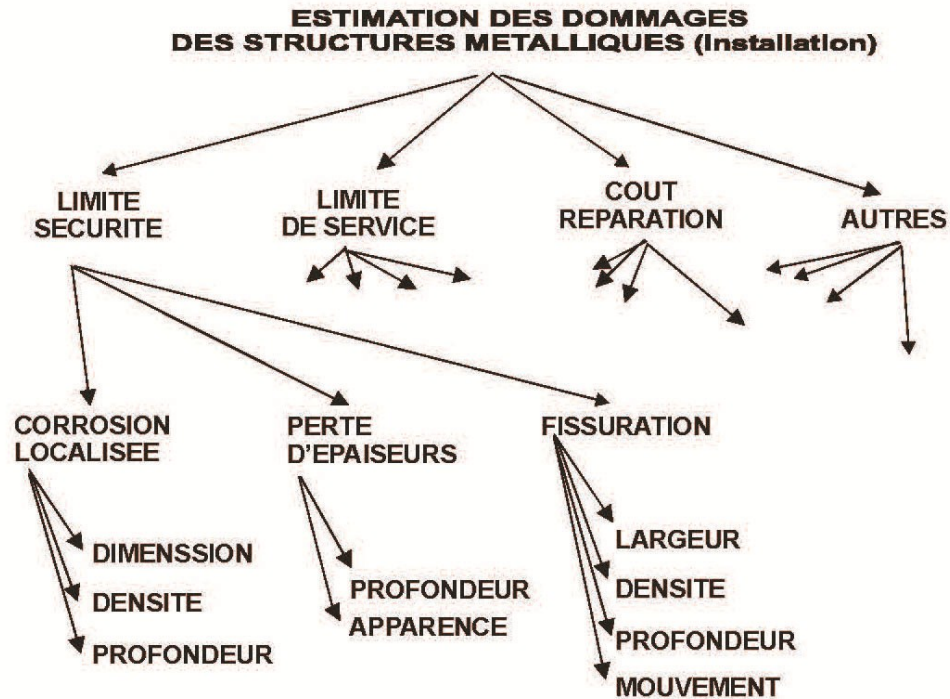 ESTIMATION DES DOMMAGES
DES STRUCTURES METALLIQUES (Installation)
LIMITE
SECURITE
LIMITE
DE SERVICE
COUT
REPARATION
AUTRES
CORROSION
LOCALISEE
PERTE
D'EPAISEURS
FISSURATION
DIMENSSION
DENSITE
PROFONDEUR
PROFONDEUR
APPARENCE
LARGEUR
DENSITE
PROFONDEUR
MOUVEMENT